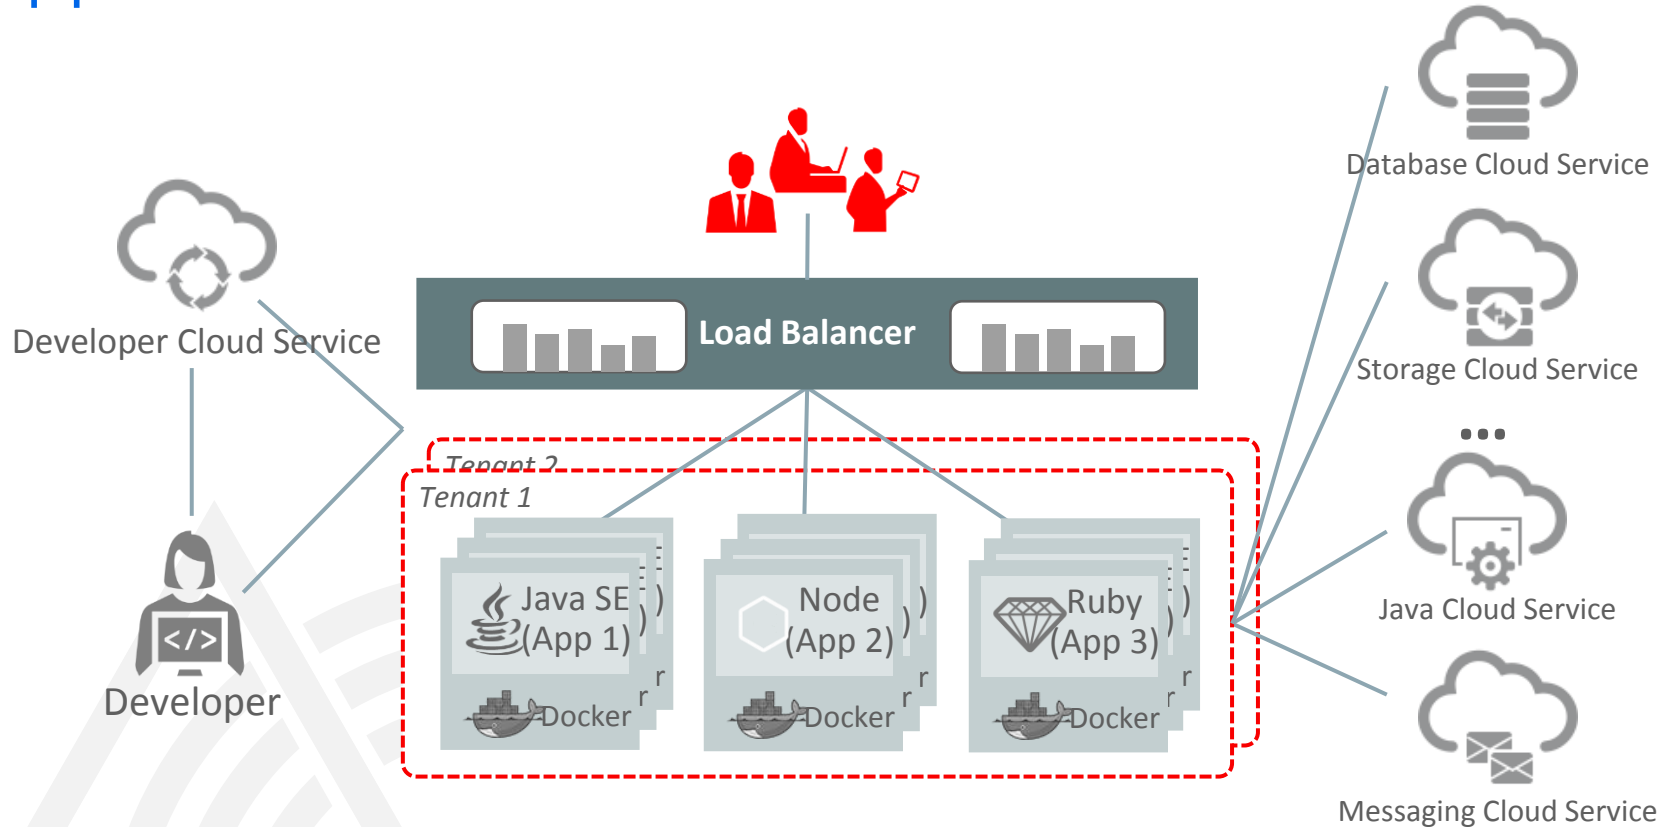 Database Cloud Service
Developer Cloud Service
Load Balancer
Storage Cloud Service
...
Tenant 2
Tenant 1
Java SE
(App 1)
Docker
Node
(App 2)
Docker
Ruby
(App 3)
Docker
</>
Developer
Java Cloud Service
Messaging Cloud Service